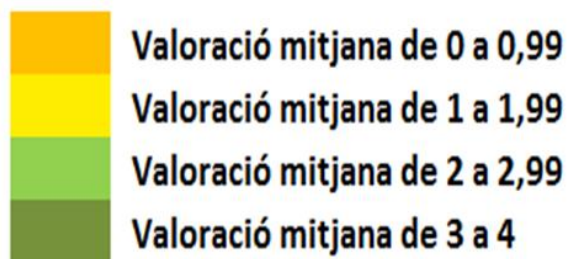 Valoració mitjana de 0 a 0,99
Valoració mitjana de 1 a 1,99
Valoració mitjana de 2 a 2,99
Valoració mitjana de 3 a 4